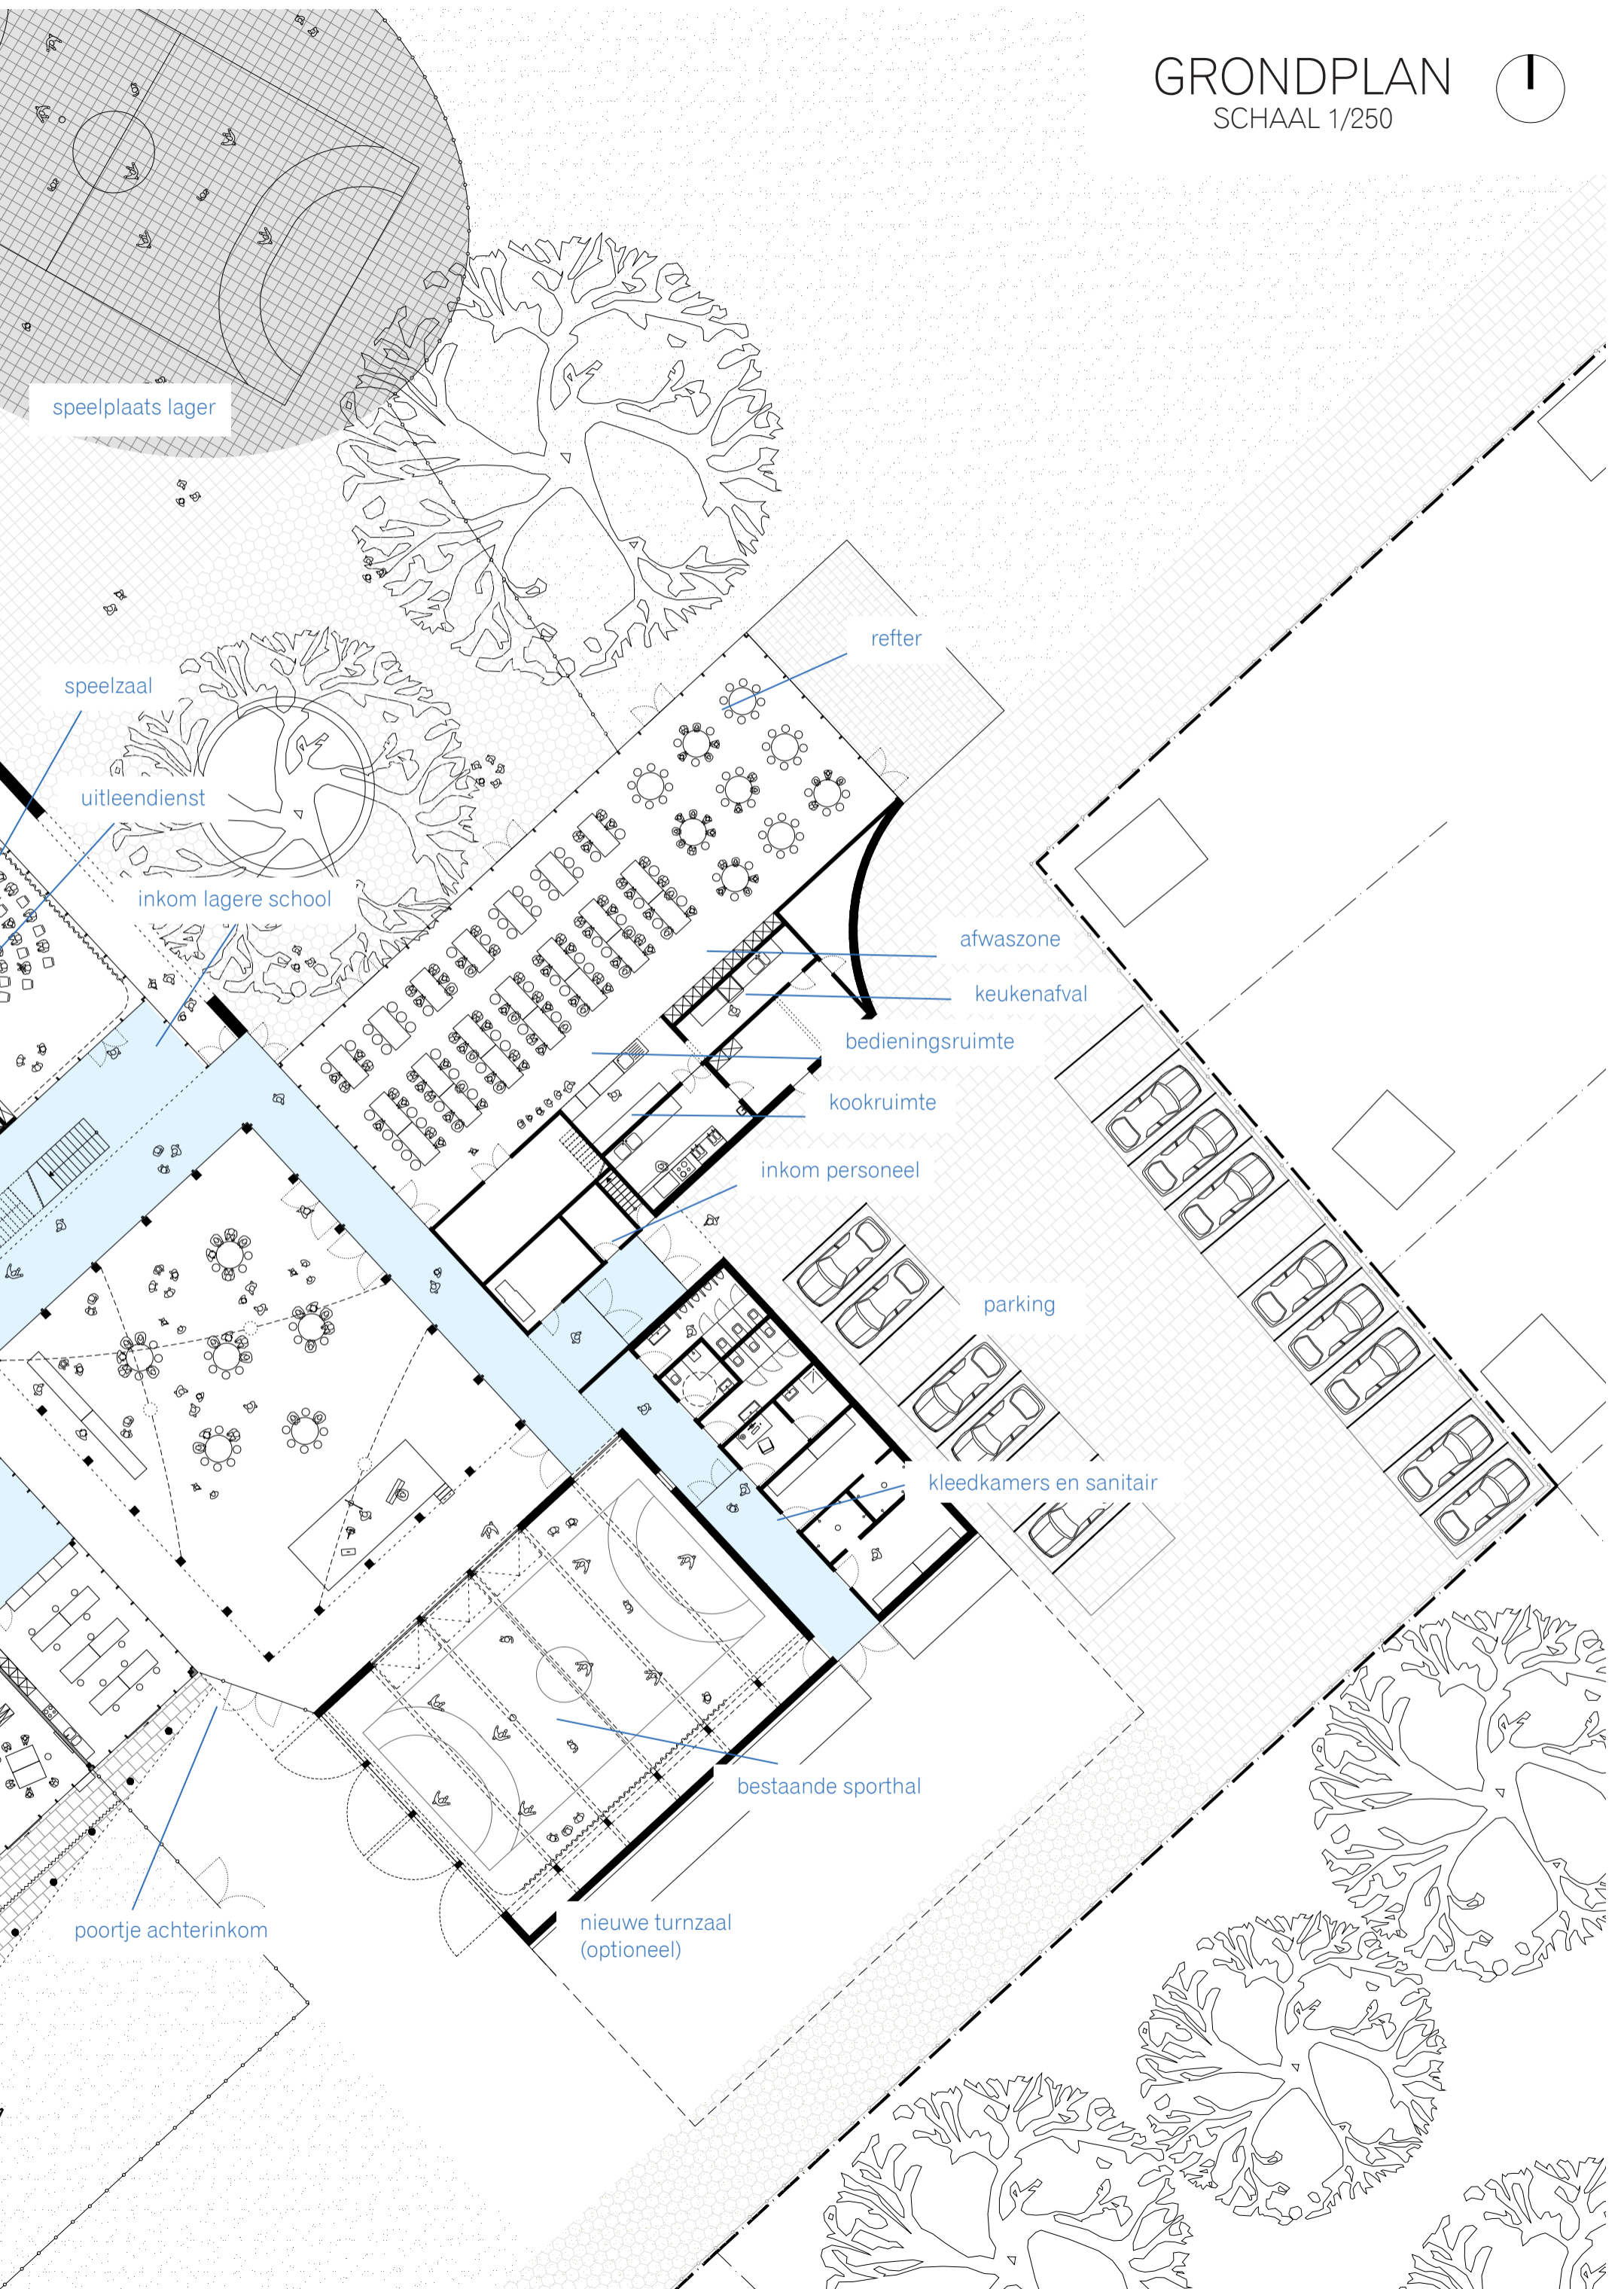 GRONDPLAN
SCHAAL 1/250
speelplaats lager
refter
speelzaal
uitleendienst
inkom lagere school
afwaszone
keukenafval
bedieningsruimte
kookruimte
inkom personeel
parking
kleedkamers en sanitair
bestaande sporthal
nieuwe turnzaal
(optioneel)
poortje achterinkom